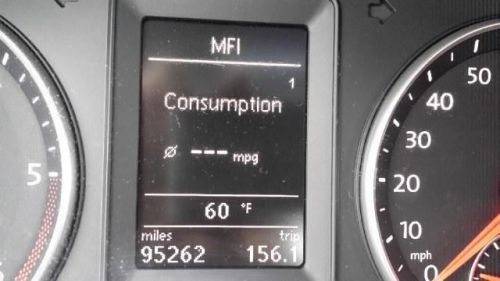 MFI
1
Consumption
Ø --- mpg
60 °F
miles trip
95262 156.1
5
50
40
30
20
10
mph
0